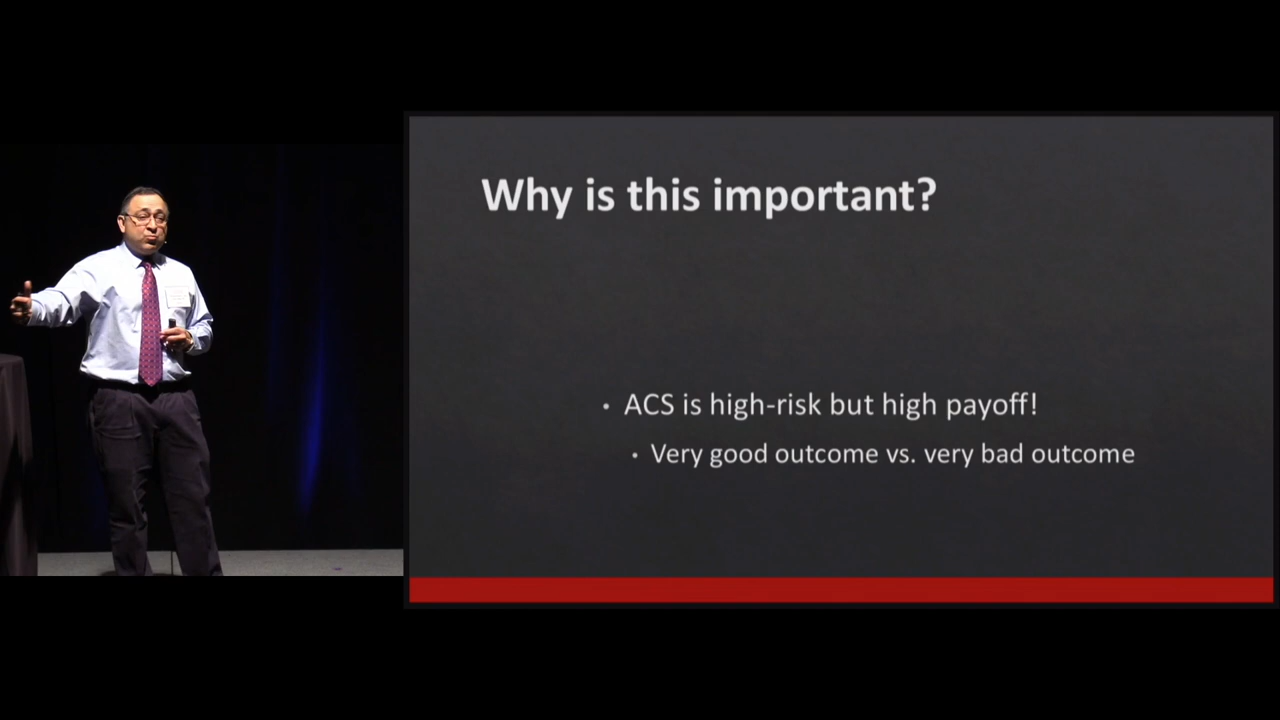 Why is this important?
• ACS is high-risk but high payoff!
• Very good outcome vs. very bad outcome